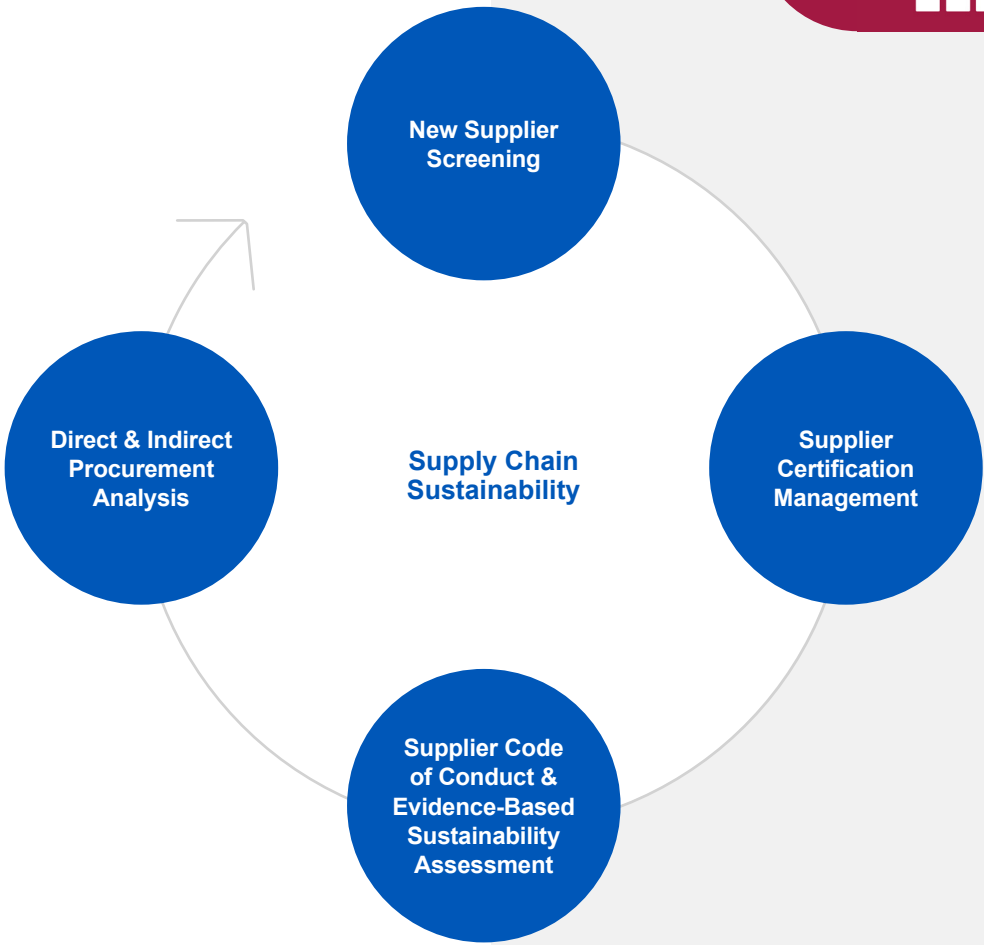 New Supplier
Screening
Direct & Indirect
Procurement
Analysis
Supply Chain
Sustainability
Supplier
Certification
Management
Supplier Code
of Conduct &
Evidence-Based
Sustainability
Assessment